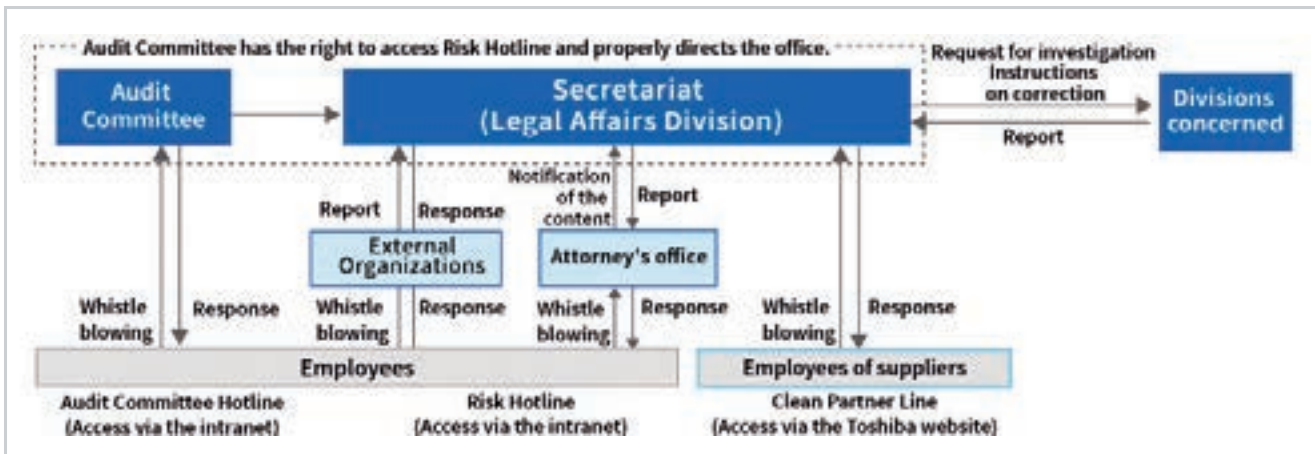 Audit Committee has the right to access Risk Hotline and properly directs the office.
Audit
Committee
Secretariat
(Legal Affairs Division)
Request for investigation
Instructions
on correction
Report
Divisions
concerned
Report
Response
Notification
of the
content
Report
External
Organizations
Attorney's office
Whistle
blowing
Response
Whistle
blowing
Response
Whistle
blowing
Response
Whistle
blowing
Response
Employees
Employees of suppliers
Audit Committee Hotline
(Access via the intranet)
Risk Hotline
(Access via the intranet)
Clean Partner Line
(Access via the Toshiba website)